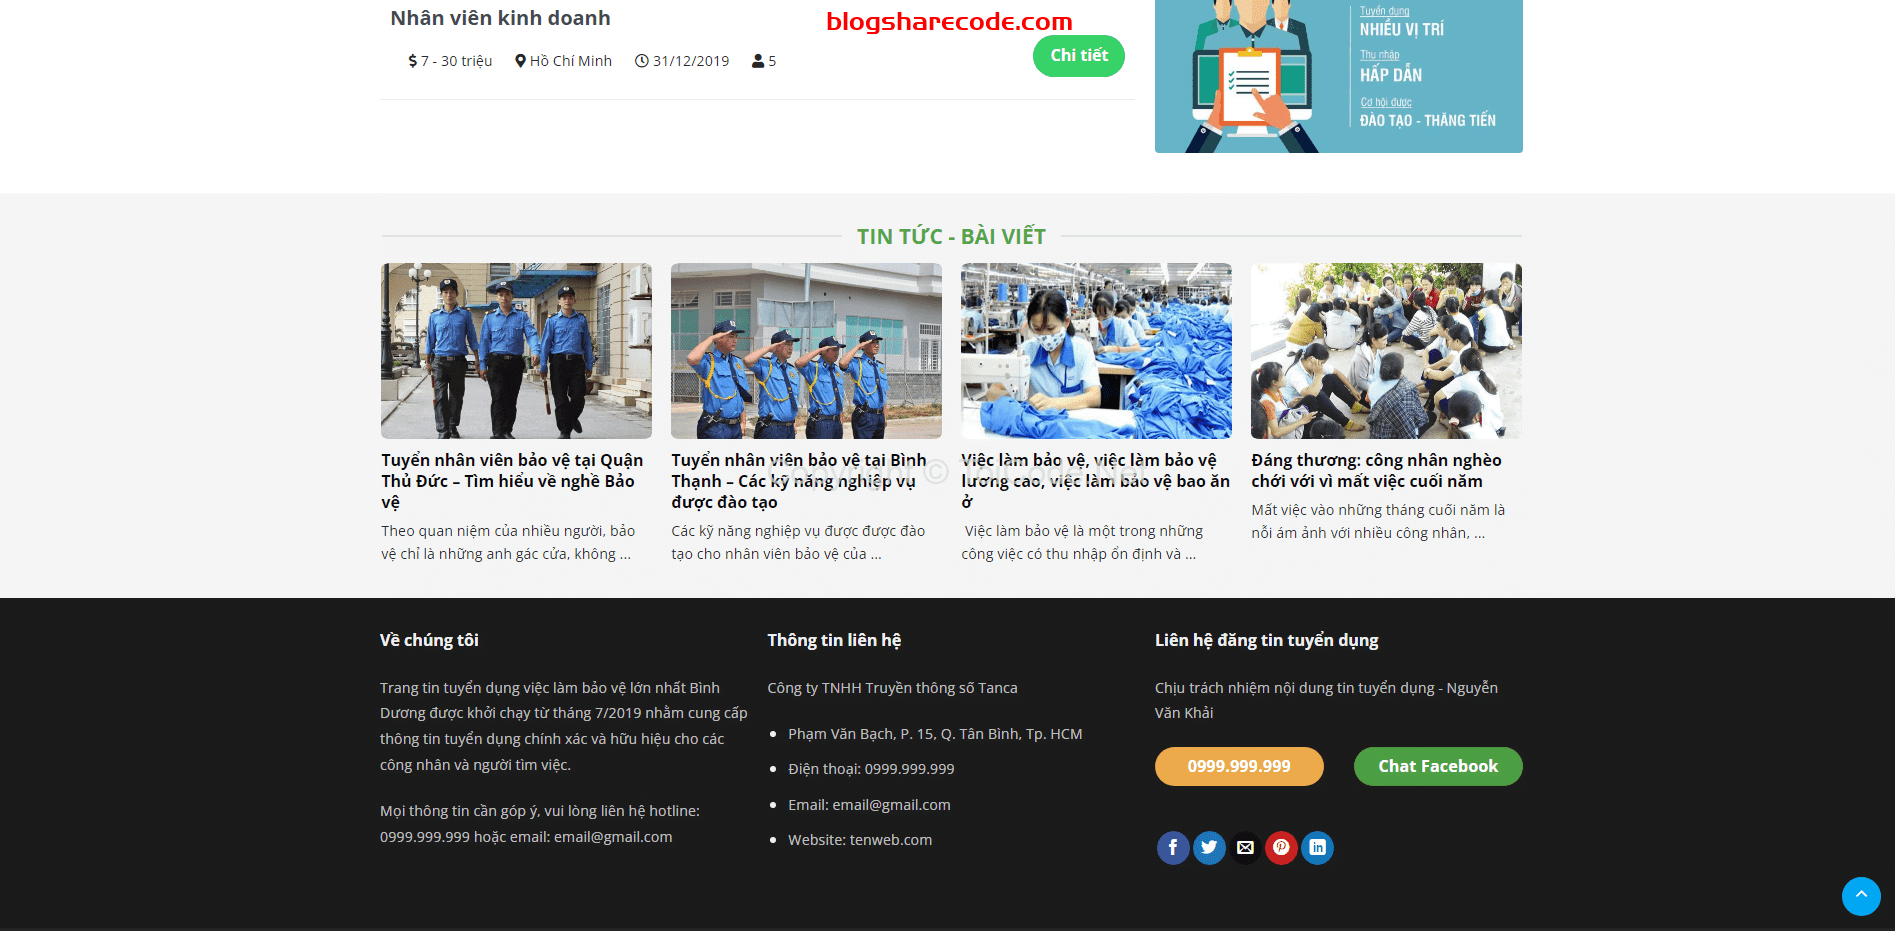 Nhân viên kinh doanh
blogsharecode.com
7 - 30 triệu Hồ Chí Minh 31/12/2019 5
Chi tiết
Tuyển dụng
NHIỀU VỊ TRÍ
Thu nhập
HẤP DẪN
Cơ hội được
ĐÀO TẠO - THĂNG TIẾN
TIN TỨC - BÀI VIẾT
Tuyển nhân viên bảo vệ tại Quận
Thủ Đức – Tìm hiểu về nghề Bảo
vệ
Theo quan niệm của nhiều người, bảo
vệ chỉ là những anh gác cửa, không ...
Tuyển nhân viên bảo vệ tại Bình
Thạnh – Các kỹ năng nghiệp vụ
được đào tạo
Các kỹ năng nghiệp vụ được được đào
tạo cho nhân viên bảo vệ của ...
Việc làm bảo vệ, việc làm bảo vệ
lương cao, việc làm bảo vệ bao ăn
ở
Việc làm bảo vệ là một trong những
công việc có thu nhập ổn định và ...
Đáng thương: công nhân nghèo
chới với vì mất việc cuối năm
Mất việc vào những tháng cuối năm là
nỗi ám ảnh với nhiều công nhân, ...
Copyright © ToiCode.Net
Về chúng tôi
Trang tin tuyển dụng việc làm bảo vệ lớn nhất Bình
Dương được khởi chạy từ tháng 7/2019 nhằm cung cấp
thông tin tuyển dụng chính xác và hữu hiệu cho các
công nhân và người tìm việc.
Mọi thông tin cần góp ý, vui lòng liên hệ hotline:
0999.999.999 hoặc email: email@gmail.com
Thông tin liên hệ
Công ty TNHH Truyền thông số Tanca
Phạm Văn Bạch, P. 15, Q. Tân Bình, Tp. HCM
Điện thoại: 0999.999.999
Email: email@gmail.com
Website: tenweb.com
Liên hệ đăng tin tuyển dụng
Chịu trách nhiệm nội dung tin tuyển dụng - Nguyễn
Văn Khải
0999.999.999
Chat Facebook